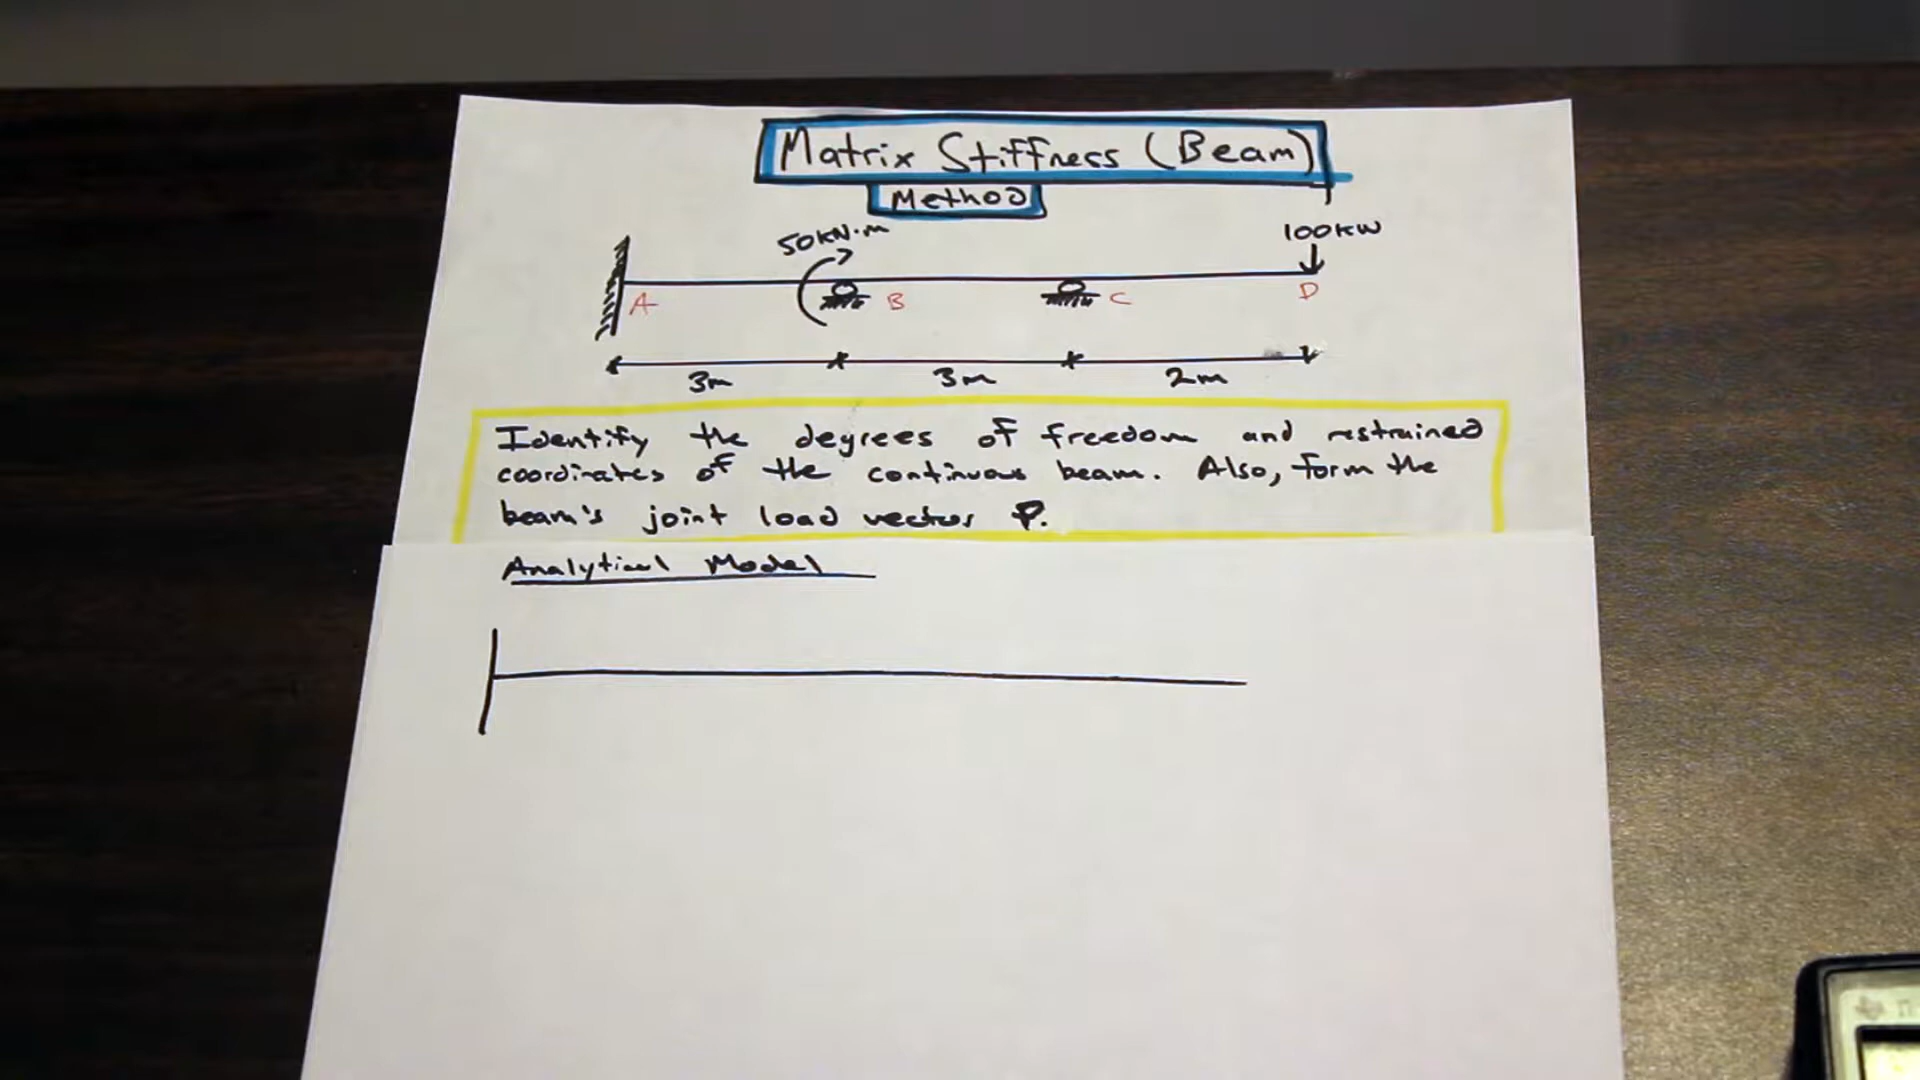 Matrix Stiffness (Beam)
Method
50KN·m
100KN
A
B
C
D
3m
3m
2m
Identify the degrees of freedom and restrained
coordinates of the continuous beam. Also, form the
beam's joint load vector P.
Analytical Model